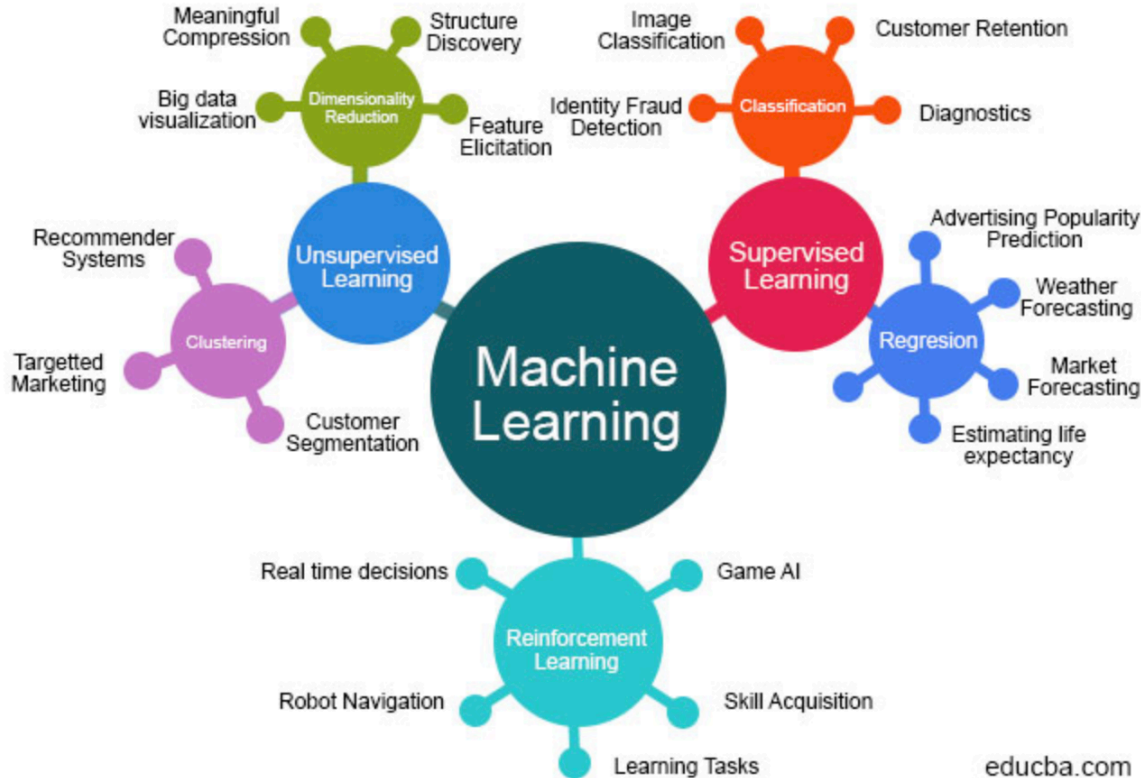 Meaningful
Compression
Structure
Discovery
Big data
visualization
Dimensionality
Reduction
Feature
Elicitation
Image
Classification
Customer Retention
Identity Fraud
Detection
Classification
Diagnostics
Recommender
Systems
Unsupervised
Learning
Clustering
Targetted
Marketing
Customer
Segmentation
Machine
Learning
Supervised
Learning
Advertising Popularity
Prediction
Weather
Forecasting
Regresion
Market
Forecasting
Estimating life
expectancy
Real time decisions
Game AI
Reinforcement
Learning
Robot Navigation
Skill Acquisition
Learning Tasks
educba.com